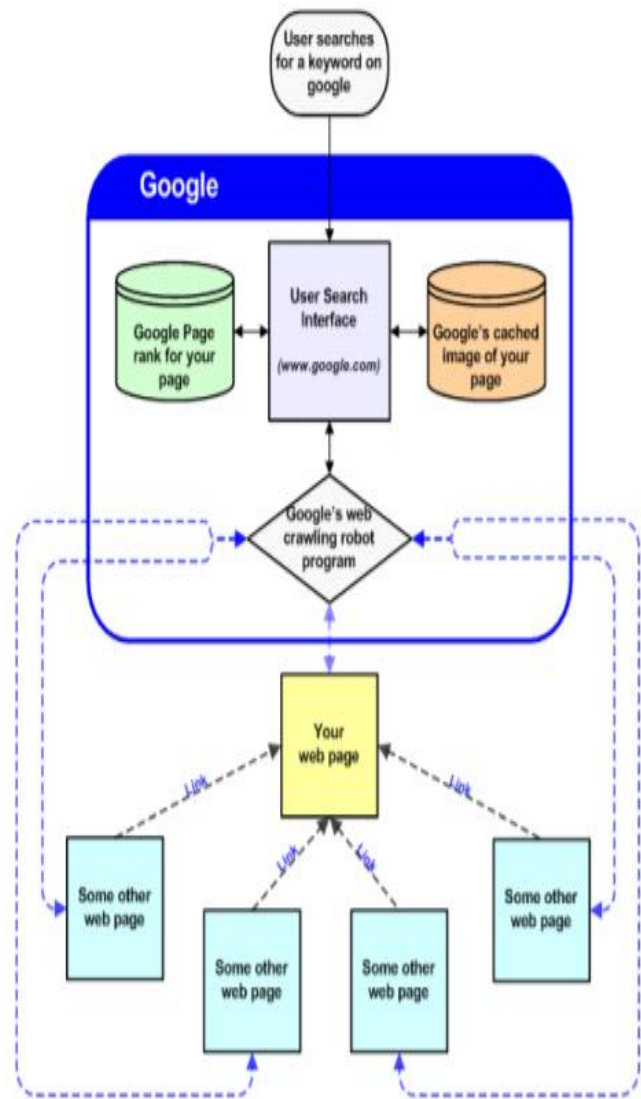 User searches
for a keyword on
google
Google
Google Page
rank for your
page
User Search
Interface
(www.google.com)
Google's cached
image of your
page
Google's web
crawling robot
program
Your
web page
Link
Link
Link
Link
Some other
web page
Some other
web page
Some other
web page
Some other
web page